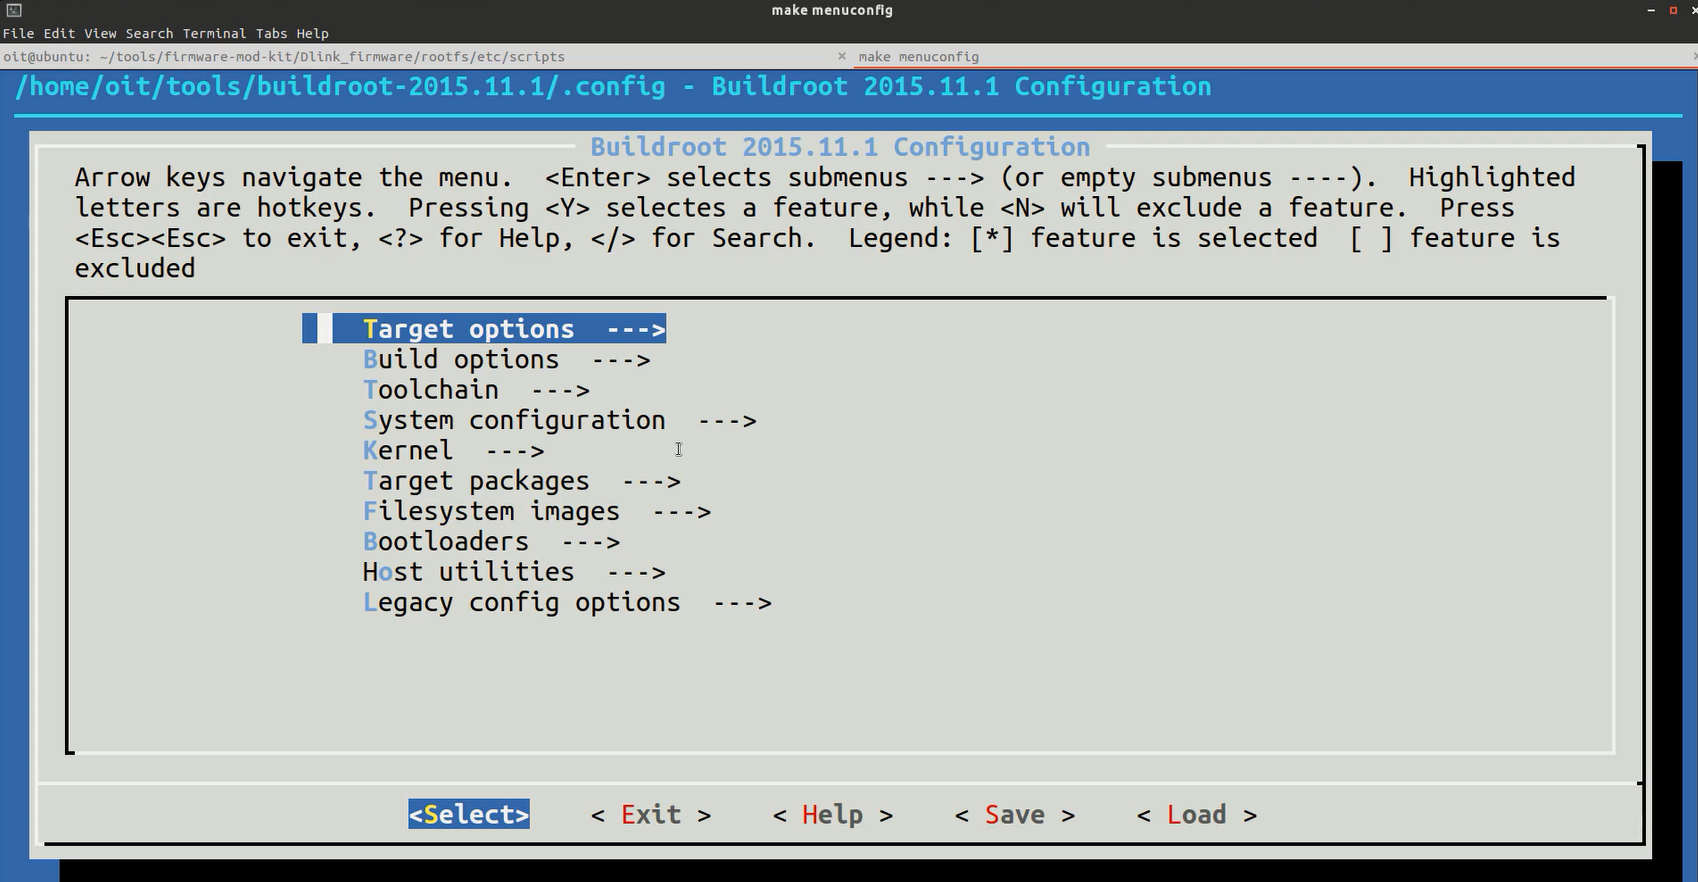 make menuconfig
File Edit View Search Terminal Tabs Help
oit@ubuntu: ~/tools/firmware-mod-kit/Dlink_firmware/rootfs/etc/scripts × make menuconfig ×
/home/oit/tools/buildroot-2015.11.1/.config - Buildroot 2015.11.1 Configuration
Buildroot 2015.11.1 Configuration
Arrow keys navigate the menu.  <Enter> selects submenus ---> (or empty submenus ----).  Highlighted
letters are hotkeys.  Pressing <Y> selectes a feature, while <N> will exclude a feature.  Press
<Esc><Esc> to exit, <?> for Help, </> for Search.  Legend: [*] feature is selected  [ ] feature is
excluded
Target options  --->
Build options  --->
Toolchain  --->
System configuration  --->
Kernel  --->
Target packages  --->
Filesystem images  --->
Bootloaders  --->
Host utilities  --->
Legacy config options  --->
<Select>    < Exit >    < Help >    < Save >    < Load >